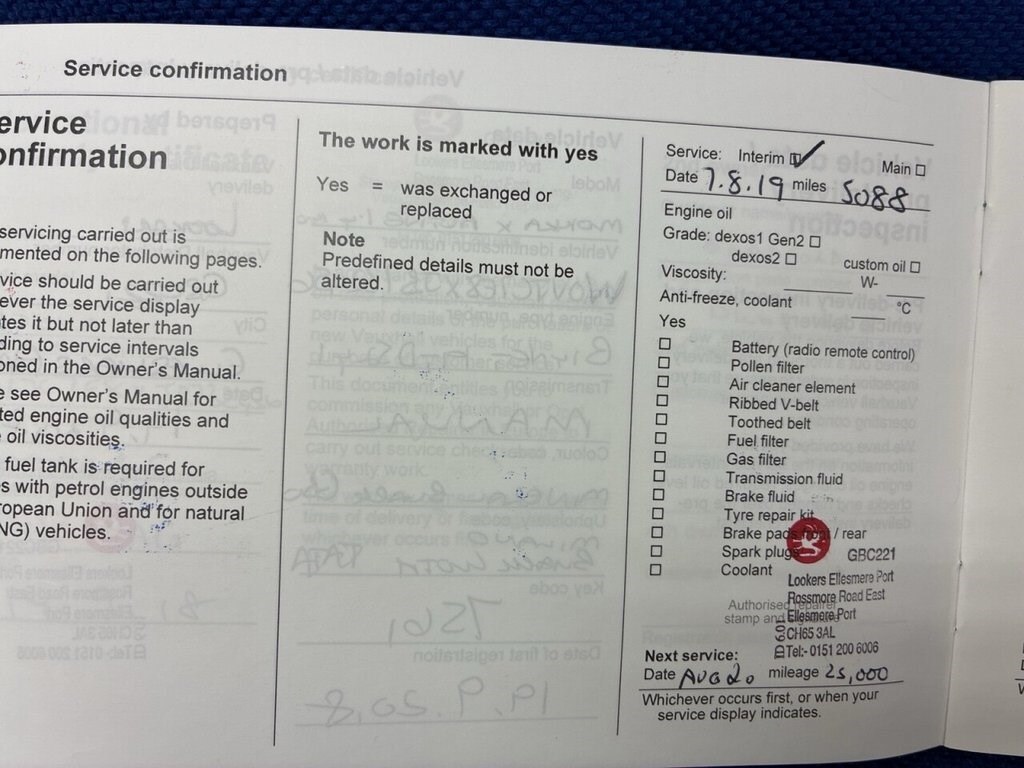 Service confirmation
ervice
onfirmation
servicing carried out is
mented on the following pages.
vice should be carried out
ever the service display
tes it but not later than
ding to service intervals
oned in the Owner's Manual.
e see Owner's Manual for
ted engine oil qualities and
oil viscosities.
fuel tank is required for
s with petrol engines outside
ropean Union and for natural
NG) vehicles.
The work is marked with yes
Yes = was exchanged or
replaced
Note
Predefined details must not be
altered.
Service: Interim ☑ Main ☐
Date 7.8.19 miles 5088
Engine oil
Grade: dexos1 Gen2 ☐
dexos2 ☐ custom oil ☐
Viscosity: W-
Anti-freeze, coolant °C
Yes
☐ Battery (radio remote control)
☐ Pollen filter
☐ Air cleaner element
☐ Ribbed V-belt
☐ Toothed belt
☐ Fuel filter
☐ Gas filter
☐ Transmission fluid
☐ Brake fluid
☐ Tyre repair kit
☐ Brake pads front / rear
☐ Spark plugs
☐ Coolant
GBC221
Lookers Ellesmere Port
Rossmore Road East
Ellesmere Port
CH65 3AL
Tel:- 0151 200 6006
Authorised repairer
stamp and
Next service:
Date AUG 20 mileage 25,000
Whichever occurs first, or when your
service display indicates.